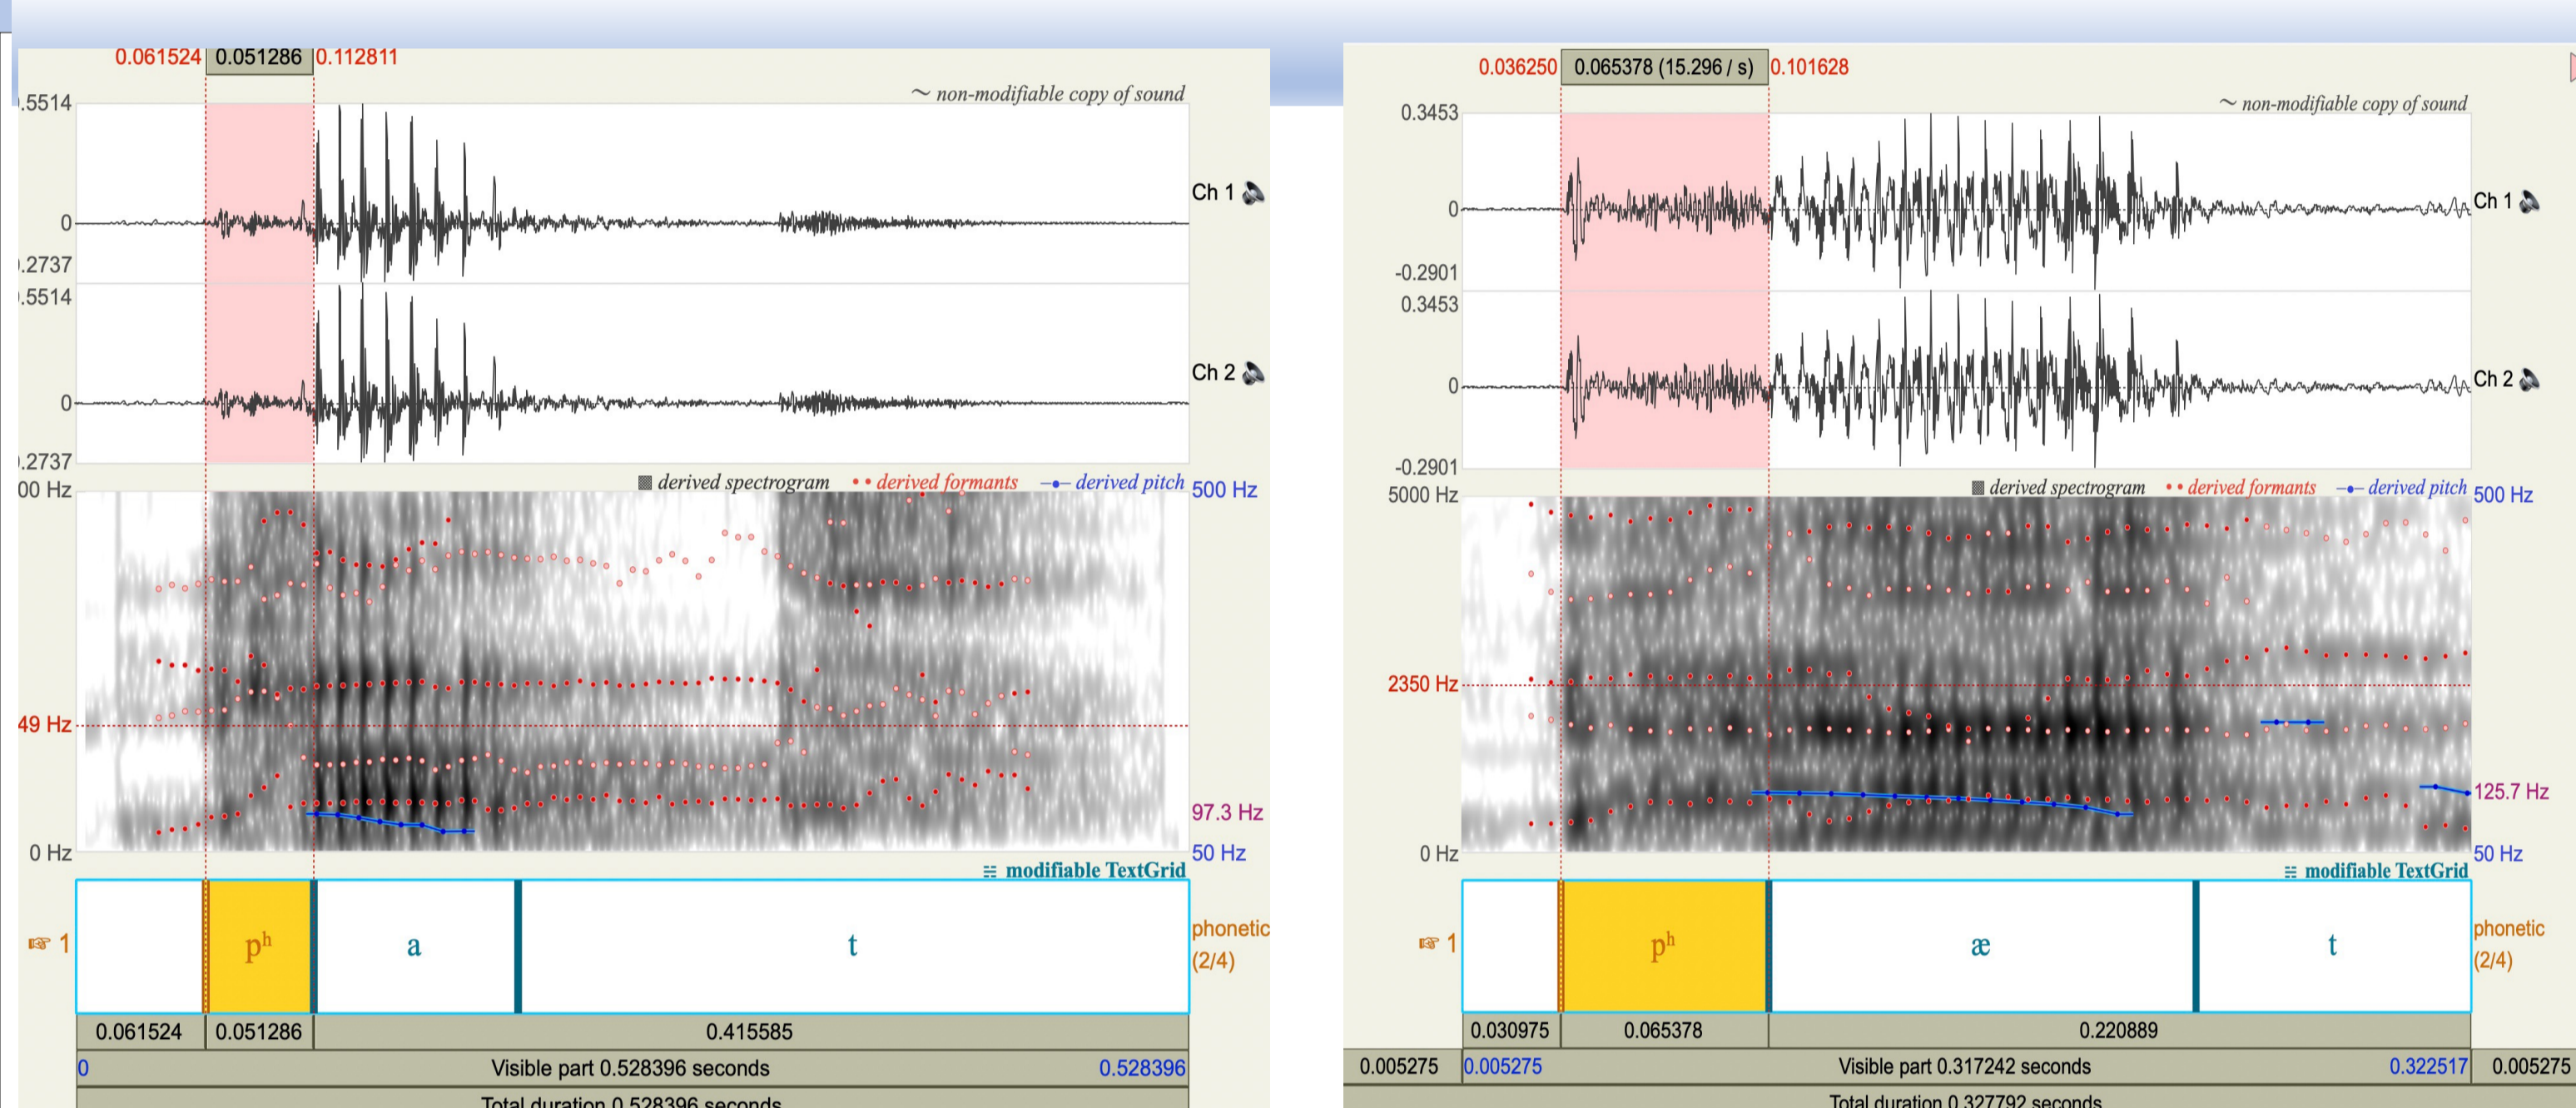 0.061524 0.051286 0.112811
~ non-modifiable copy of sound
.5514
0
.2737
Ch 1
.5514
0
.2737
Ch 2
derived spectrogram derived formants derived pitch
00 Hz
500 Hz
49 Hz
97.3 Hz
0 Hz
50 Hz
modifiable TextGrid
1
pʰ a t
phonetic
(2/4)
0.061524 0.051286 0.415585
0 Visible part 0.528396 seconds 0.528396
Total duration 0.528396 seconds
0.036250 0.065378 (15.296 / s) 0.101628
~ non-modifiable copy of sound
0.3453
0
-0.2901
Ch 1
0.3453
0
-0.2901
Ch 2
derived spectrogram derived formants derived pitch
5000 Hz
500 Hz
2350 Hz
125.7 Hz
0 Hz
50 Hz
modifiable TextGrid
1
pʰ æ t
phonetic
(2/4)
0.030975 0.065378 0.220889
0.005275 0.005275 Visible part 0.317242 seconds 0.322517 0.005275
Total duration 0.327792 seconds